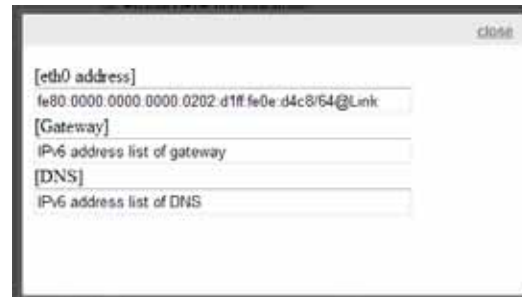 close
[eth0 address]
fe80:0000:0000:0000:0202:d1ff:fe0e:d4c8/64@Link
[Gateway]
IPv6 address list of gateway
[DNS]
IPv6 address list of DNS